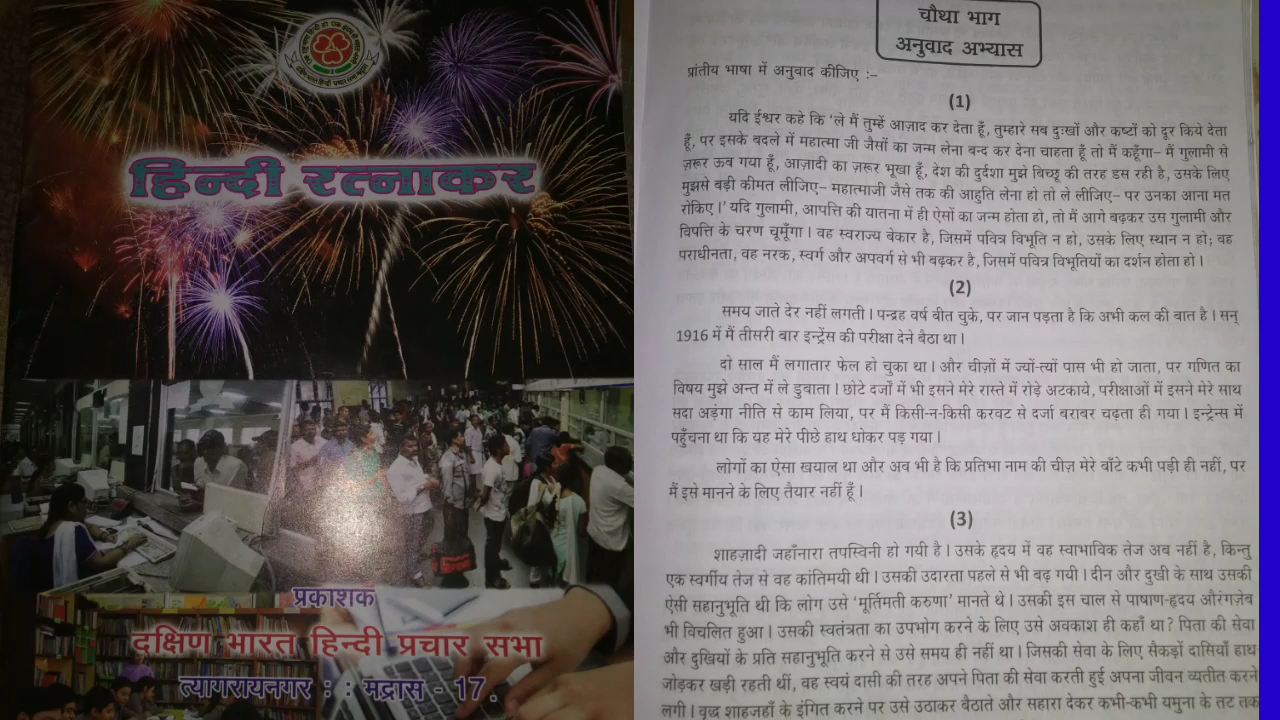 हिन्दी रत्नाकर
प्रकाशक
दक्षिण भारत हिन्दी प्रचार सभा
त्यागरायनगर : : मद्रास - 17.
चौथा भाग
अनुवाद अभ्यास
प्रांतीय भाषा में अनुवाद कीजिए :–
(1)
यदि ईश्वर कहे कि ‘ले मैं तुम्हें आज़ाद कर देता हूँ, तुम्हारे सब दुःखों और कष्टों को दूर किये देता
हूँ, पर इसके बदले में महात्मा जी जैसों का जन्म लेना बन्द कर देना चाहता हूँ तो मैं कहूँगा– मैं गुलामी से
ज़रूर ऊब गया हूँ, आज़ादी का ज़रूर भूखा हूँ, देश की दुर्दशा मुझे बिच्छू की तरह डस रही है, उसके लिए
मुझसे बड़ी कीमत लीजिए– महात्माजी जैसे तक की आहुति लेना हो तो ले लीजिए– पर उनका आना मत
रोकिए।’ यदि गुलामी, आपत्ति की यातना में ही ऐसों का जन्म होता हो, तो मैं आगे बढ़कर उस गुलामी और
विपत्ति के चरण चूमूँगा। वह स्वराज्य बेकार है, जिसमें पवित्र विभूति न हो, उसके लिए स्थान न हो; वह
पराधीनता, वह नरक, स्वर्ग और अपवर्ग से भी बढ़कर है, जिसमें पवित्र विभूतियों का दर्शन होता हो।
(2)
समय जाते देर नहीं लगती। पन्द्रह वर्ष बीत चुके, पर जान पड़ता है कि अभी कल की बात है। सन्
1916 में मैं तीसरी बार इन्ट्रेंस की परीक्षा देने बैठा था।
दो साल मैं लगातार फेल हो चुका था। और चीज़ों में ज्यों-त्यों पास भी हो जाता, पर गणित का
विषय मुझे अन्त में ले डुबाता। छोटे दर्जों में भी इसने मेरे रास्ते में रोड़े अटकाये, परीक्षाओं में इसने मेरे साथ
सदा अड़ंगा नीति से काम लिया, पर मैं किसी-न-किसी करवट से दर्जा बराबर चढ़ता ही गया। इन्ट्रेन्स में
पहुँचना था कि यह मेरे पीछे हाथ धोकर पड़ गया।
लोगों का ऐसा खयाल था और अब भी है कि प्रतिभा नाम की चीज़ मेरे बाँटे कभी पड़ी ही नहीं, पर
मैं इसे मानने के लिए तैयार नहीं हूँ।
(3)
शाहज़ादी जहाँनारा तपस्विनी हो गयी है। उसके हृदय में वह स्वाभाविक तेज अब नहीं है, किन्तु
एक स्वर्गीय तेज से वह कांतिमयी थी। उसकी उदारता पहले से भी बढ़ गयी। दीन और दुखी के साथ उसकी
ऐसी सहानुभूति थी कि लोग उसे ‘मूर्तिमती करुणा’ मानते थे। उसकी इस चाल से पाषाण-हृदय औरंगज़ेब
भी विचलित हुआ। उसकी स्वतंत्रता का उपभोग करने के लिए उसे अवकाश ही कहाँ था? पिता की सेवा
और दुखियों के प्रति सहानुभूति करने से उसे समय ही नहीं था। जिसकी सेवा के लिए सैकड़ों दासियाँ हाथ
जोड़कर खड़ी रहती थीं, वह स्वयं दासी की तरह अपने पिता की सेवा करती हुई अपना जीवन व्यतीत करने
लगी। वृद्ध शाहजहाँ के इंगित करने पर उसे उठाकर बैठाते और सहारा देकर कभी-कभी यमुना के तट तक